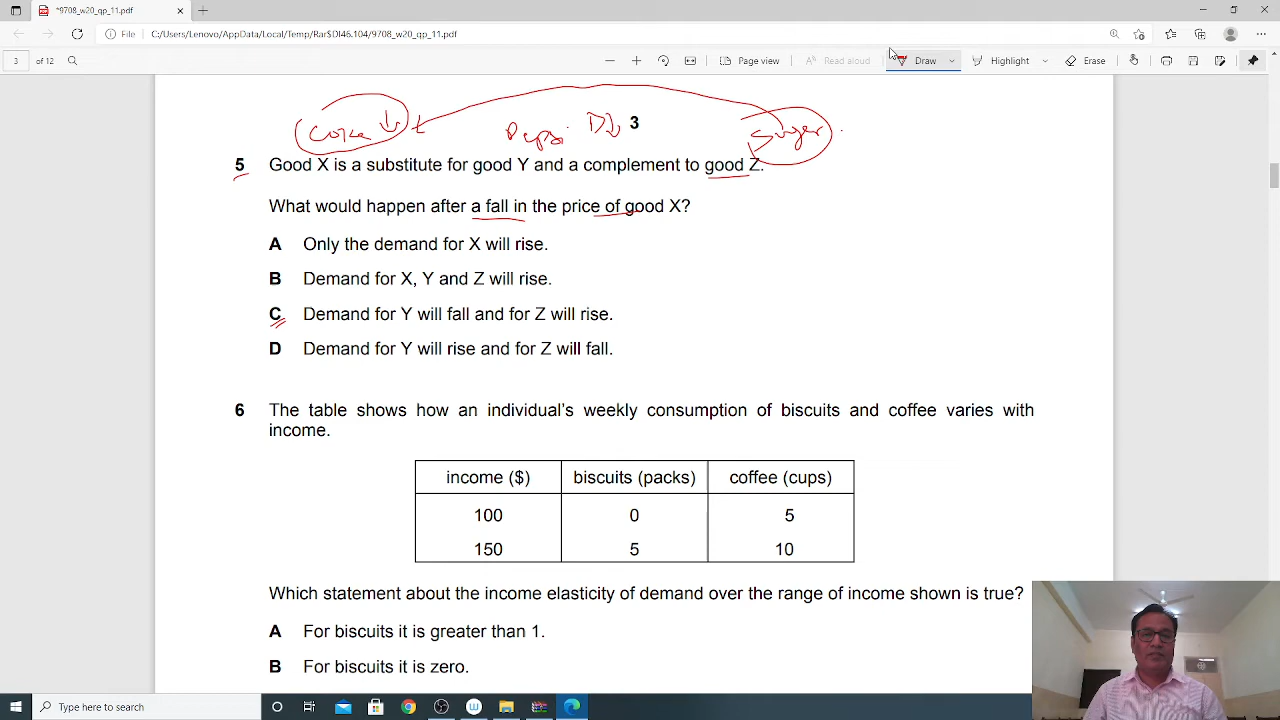 *9708_w20_qp_11.pdf
File C:/Users/Lenovo/AppData/Local/Temp/Rar$DI46.104/9708_w20_qp_11.pdf
3 of 12 Page view Read aloud Draw Highlight Erase
Coke Pepsi D 3 Suger
5 Good X is a substitute for good Y and a complement to good Z.
What would happen after a fall in the price of good X?
A Only the demand for X will rise.
B Demand for X, Y and Z will rise.
C Demand for Y will fall and for Z will rise.
D Demand for Y will rise and for Z will fall.
6 The table shows how an individual's weekly consumption of biscuits and coffee varies with
income.
income ($) biscuits (packs) coffee (cups)
100 0 5
150 5 10
Which statement about the income elasticity of demand over the range of income shown is true?
A For biscuits it is greater than 1.
B For biscuits it is zero.
Type here to search